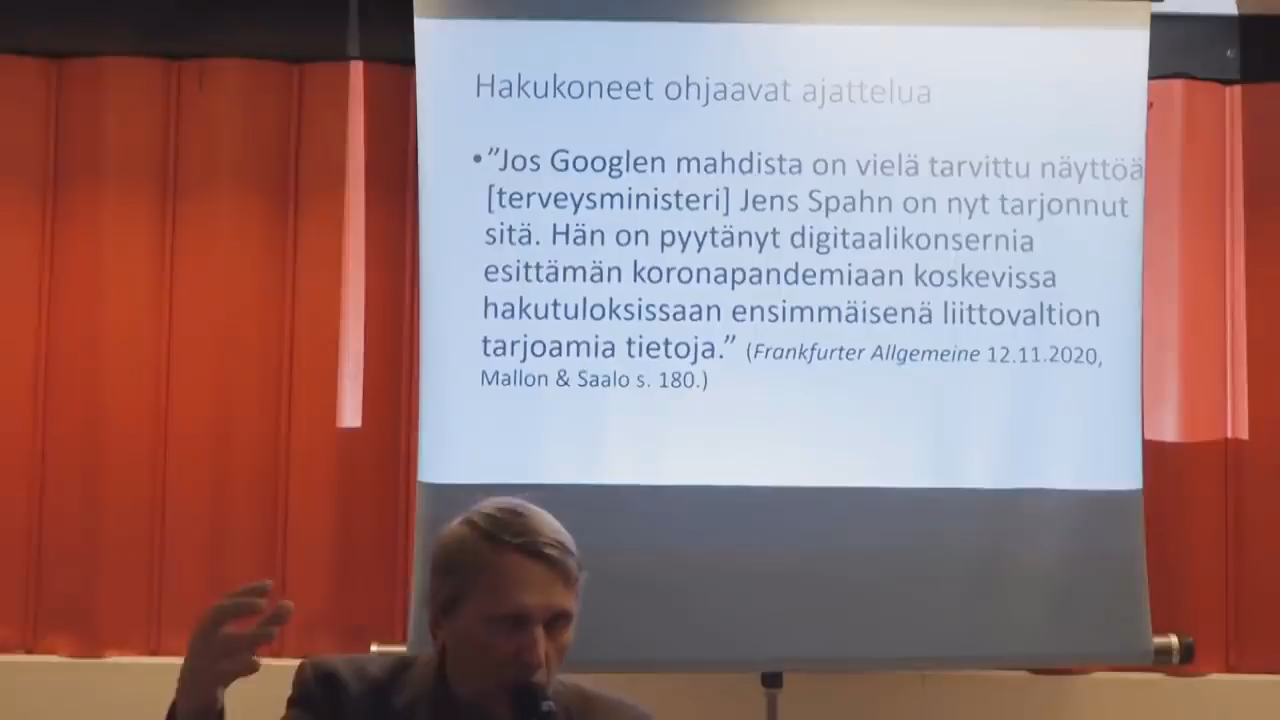 Hakukoneet ohjaavat ajattelua
•”Jos Googlen mahdista on vielä tarvittu näyttöä
[terveysministeri] Jens Spahn on nyt tarjonnut
sitä. Hän on pyytänyt digitaalikonsernia
esittämän koronapandemiaan koskevissa
hakutuloksissaan ensimmäisenä liittovaltion
tarjoamia tietoja.” (Frankfurter Allgemeine 12.11.2020,
Mallon & Saalo s. 180.)